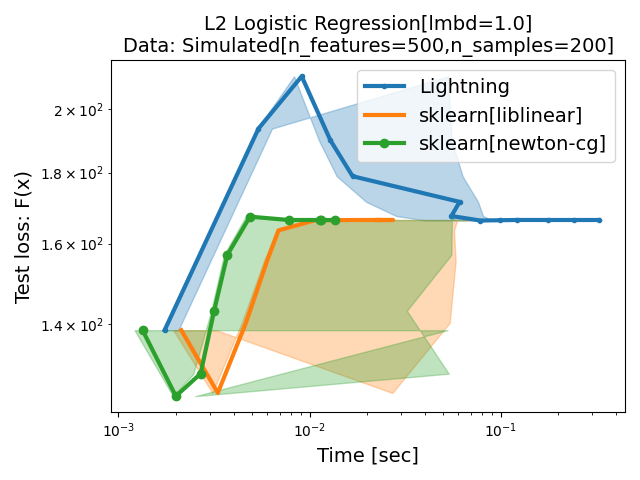 L2 Logistic Regression[lmbd=1.0]
Data: Simulated[n_features=500,n_samples=200]
Lightning
sklearn[liblinear]
sklearn[newton-cg]
Test loss: F(x)
2 × 10²
1.8 × 10²
1.6 × 10²
1.4 × 10²
10⁻³
10⁻²
10⁻¹
Time [sec]